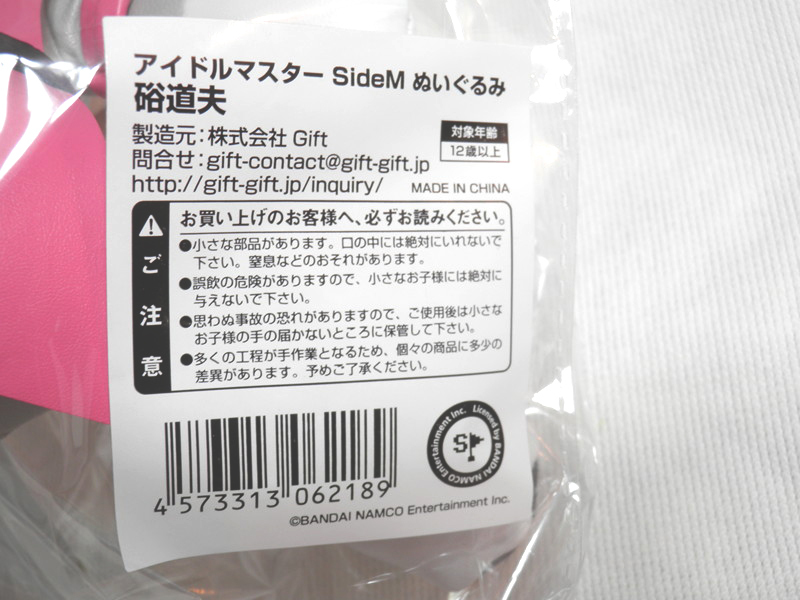 アイドルマスター SideM ぬいぐるみ
硲道夫
製造元：株式会社 Gift
問合せ：gift-contact@gift-gift.jp
http://gift-gift.jp/inquiry/
対象年齢
12歳以上
MADE IN CHINA
ご注意
お買い上げのお客様へ、必ずお読みください。
●小さな部品があります。口の中には絶対にいれないで
下さい。窒息などのおそれがあります。
●誤飲の危険がありますので、小さなお子様には絶対に
与えないで下さい。
●思わぬ事故の恐れがありますので、ご使用後は小さな
お子様の手の届かないところに保管して下さい。
●多くの工程が手作業となるため、個々の商品に多少の
差異があります。予めご了承ください。
4 573313 062189
Licensed by BANDAI NAMCO Entertainment Inc.
S
©BANDAI NAMCO Entertainment Inc.